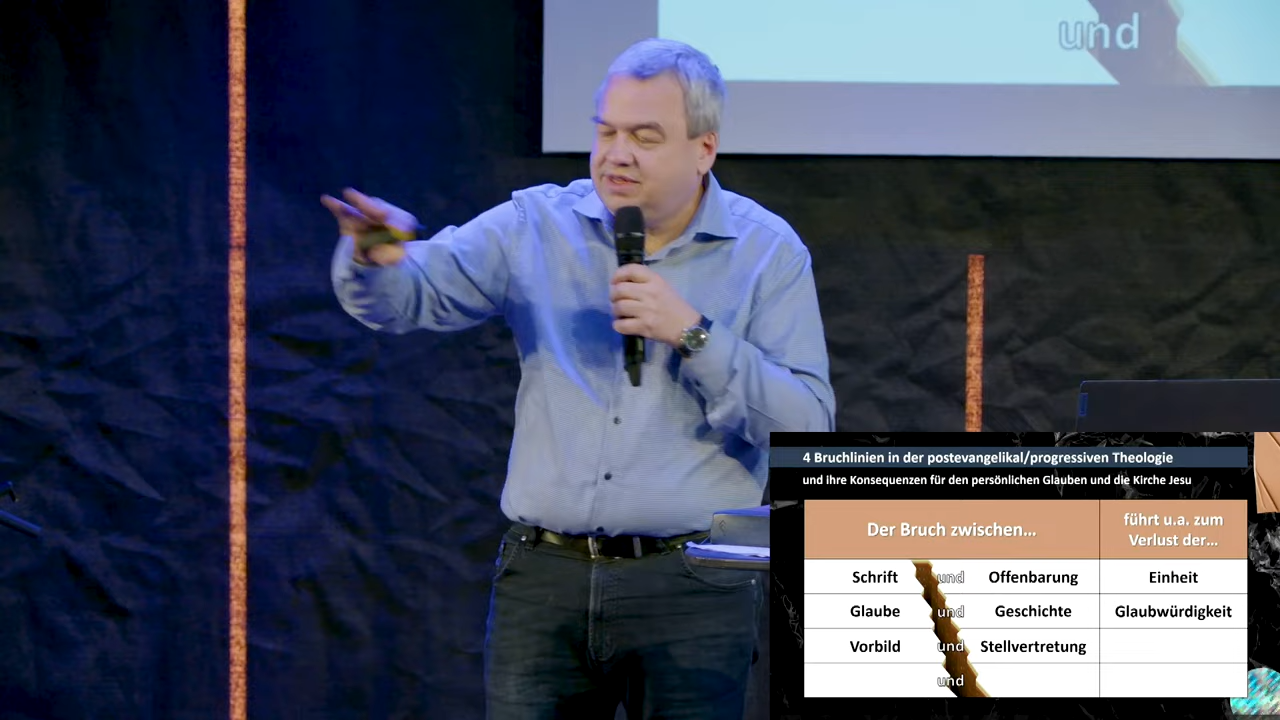 und
4 Bruchlinien in der postevangelikal/progressiven Theologie
und ihre Konsequenzen für den persönlichen Glauben und die Kirche Jesu
Der Bruch zwischen...
führt u.a. zum
Verlust der...
Schrift und Offenbarung Einheit
Glaube und Geschichte Glaubwürdigkeit
Vorbild und Stellvertretung
und